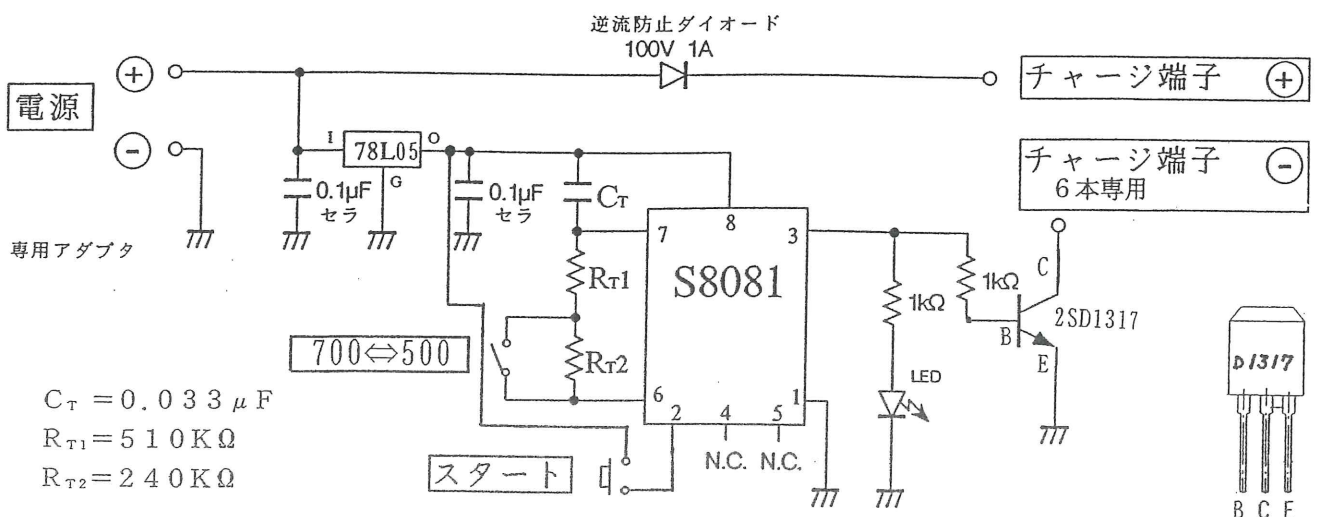 逆流防止ダイオード
100V 1A
電源
+
-
専用アダプタ
I
78L05
O
G
0.1μF
セラ
0.1μF
セラ
CT
RT1
RT2
7
8
3
6
2
4
5
1
S8081
N.C. N.C.
700⇔500
スタート
CT=0.033μF
RT1=510KΩ
RT2=240KΩ
1kΩ
LED
1kΩ
B
C
E
2SD1317
チャージ端子 +
チャージ端子 -
6本専用
D1317
B C E